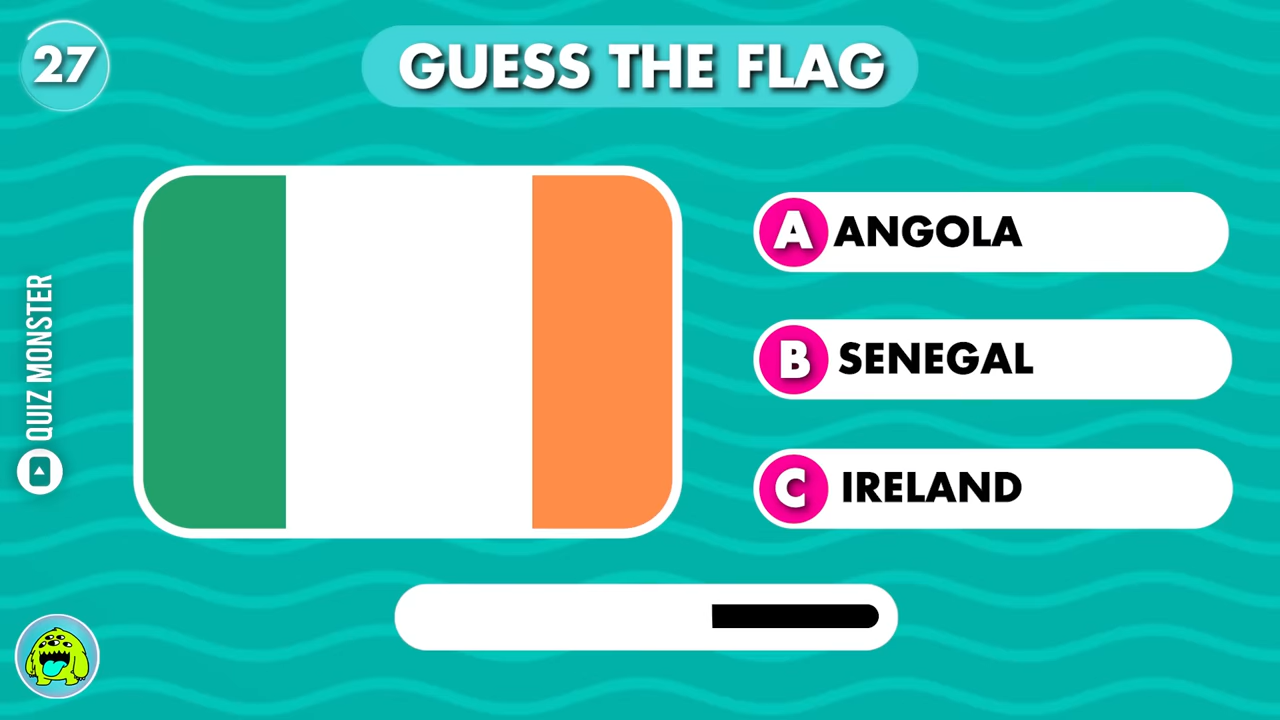 27
GUESS THE FLAG
A ANGOLA
B SENEGAL
C IRELAND
QUIZ MONSTER